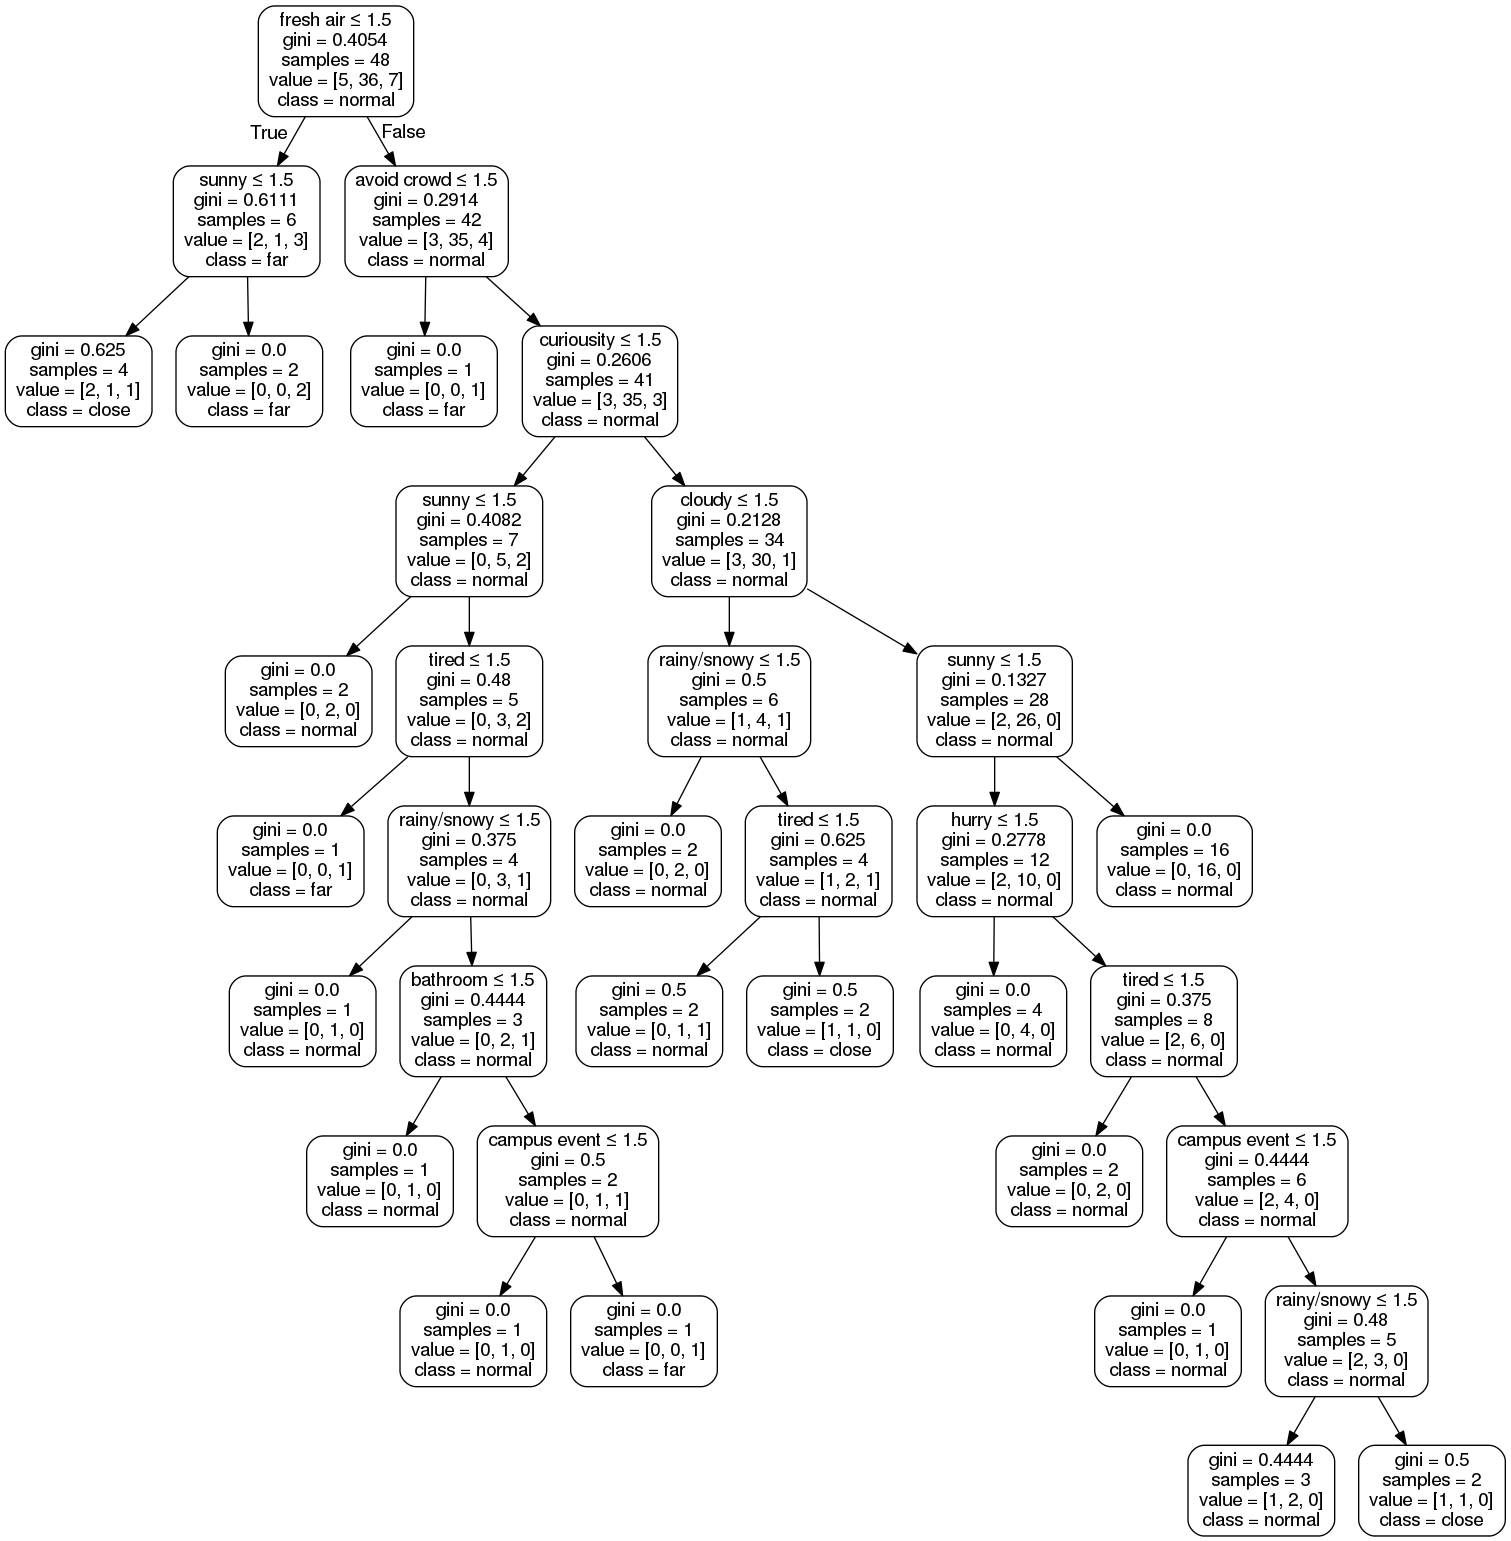 fresh air ≤ 1.5
gini = 0.4054
samples = 48
value = [5, 36, 7]
class = normal
True
False
sunny ≤ 1.5
gini = 0.6111
samples = 6
value = [2, 1, 3]
class = far
avoid crowd ≤ 1.5
gini = 0.2914
samples = 42
value = [3, 35, 4]
class = normal
gini = 0.625
samples = 4
value = [2, 1, 1]
class = close
gini = 0.0
samples = 2
value = [0, 0, 2]
class = far
gini = 0.0
samples = 1
value = [0, 0, 1]
class = far
curiousity ≤ 1.5
gini = 0.2606
samples = 41
value = [3, 35, 3]
class = normal
sunny ≤ 1.5
gini = 0.4082
samples = 7
value = [0, 5, 2]
class = normal
cloudy ≤ 1.5
gini = 0.2128
samples = 34
value = [3, 30, 1]
class = normal
gini = 0.0
samples = 2
value = [0, 2, 0]
class = normal
tired ≤ 1.5
gini = 0.48
samples = 5
value = [0, 3, 2]
class = normal
rainy/snowy ≤ 1.5
gini = 0.5
samples = 6
value = [1, 4, 1]
class = normal
sunny ≤ 1.5
gini = 0.1327
samples = 28
value = [2, 26, 0]
class = normal
gini = 0.0
samples = 1
value = [0, 0, 1]
class = far
rainy/snowy ≤ 1.5
gini = 0.375
samples = 4
value = [0, 3, 1]
class = normal
gini = 0.0
samples = 2
value = [0, 2, 0]
class = normal
tired ≤ 1.5
gini = 0.625
samples = 4
value = [1, 2, 1]
class = normal
hurry ≤ 1.5
gini = 0.2778
samples = 12
value = [2, 10, 0]
class = normal
gini = 0.0
samples = 16
value = [0, 16, 0]
class = normal
gini = 0.0
samples = 1
value = [0, 1, 0]
class = normal
bathroom ≤ 1.5
gini = 0.4444
samples = 3
value = [0, 2, 1]
class = normal
gini = 0.5
samples = 2
value = [0, 1, 1]
class = normal
gini = 0.5
samples = 2
value = [1, 1, 0]
class = close
gini = 0.0
samples = 4
value = [0, 4, 0]
class = normal
tired ≤ 1.5
gini = 0.375
samples = 8
value = [2, 6, 0]
class = normal
gini = 0.0
samples = 1
value = [0, 1, 0]
class = normal
campus event ≤ 1.5
gini = 0.5
samples = 2
value = [0, 1, 1]
class = normal
gini = 0.0
samples = 2
value = [0, 2, 0]
class = normal
campus event ≤ 1.5
gini = 0.4444
samples = 6
value = [2, 4, 0]
class = normal
gini = 0.0
samples = 1
value = [0, 1, 0]
class = normal
gini = 0.0
samples = 1
value = [0, 0, 1]
class = far
gini = 0.0
samples = 1
value = [0, 1, 0]
class = normal
rainy/snowy ≤ 1.5
gini = 0.48
samples = 5
value = [2, 3, 0]
class = normal
gini = 0.4444
samples = 3
value = [1, 2, 0]
class = normal
gini = 0.5
samples = 2
value = [1, 1, 0]
class = close